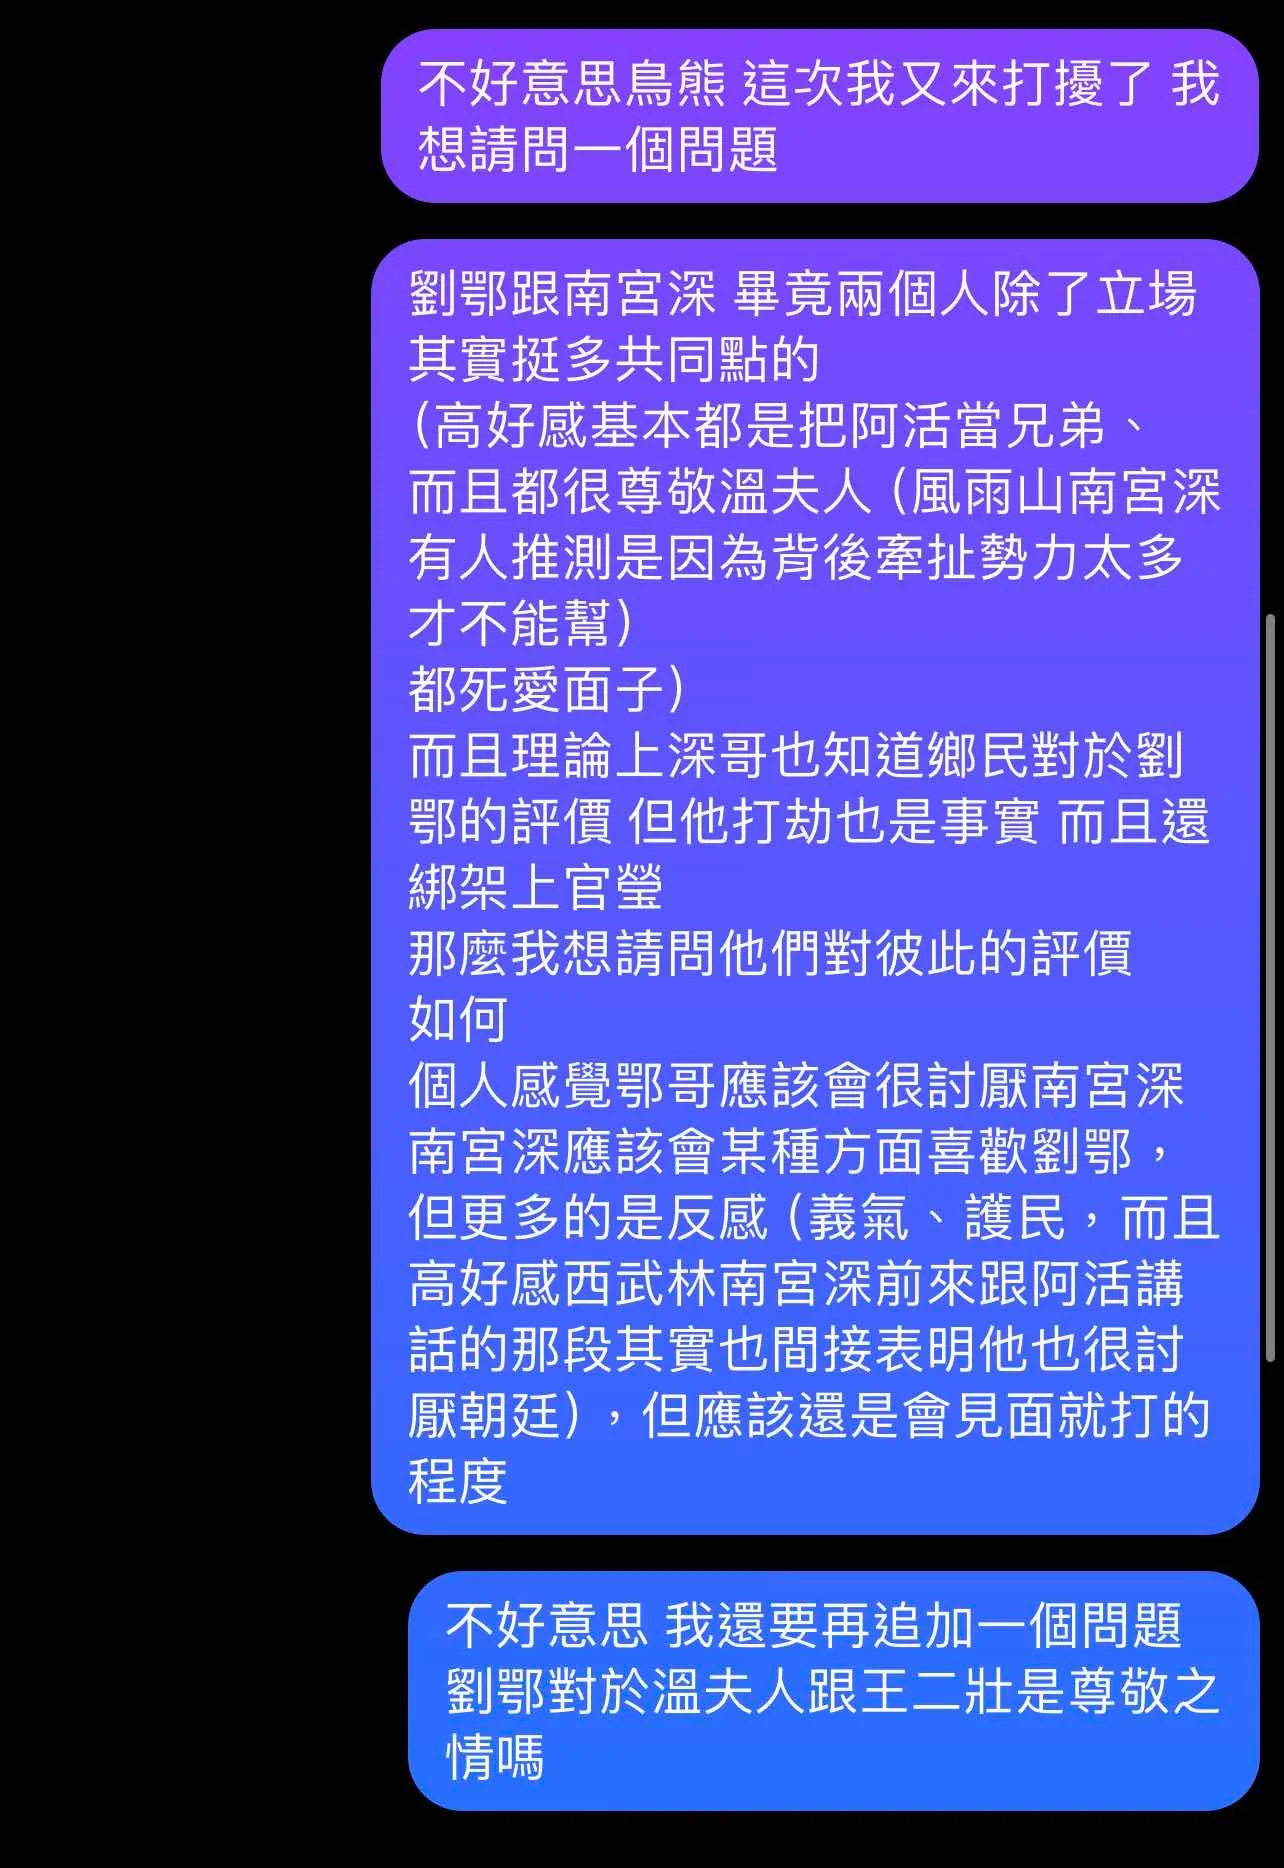 不好意思鳥熊 這次我又來打擾了 我
想請問一個問題
劉鄂跟南宮深 畢竟兩個人除了立場
其實挺多共同點的
(高好感基本都是把阿活當兄弟、
而且都很尊敬溫夫人 (風雨山南宮深
有人推測是因為背後牽扯勢力太多
才不能幫)
都死愛面子)
而且理論上深哥也知道鄉民對於劉
鄂的評價 但他打劫也是事實 而且還
綁架上官瑩
那麼我想請問他們對彼此的評價
如何
個人感覺鄂哥應該會很討厭南宮深
南宮深應該會某種方面喜歡劉鄂，
但更多的是反感 (義氣、護民，而且
高好感西武林南宮深前來跟阿活講
話的那段其實也間接表明他也很討
厭朝廷)，但應該還是會見面就打的
程度
不好意思 我還要再追加一個問題
劉鄂對於溫夫人跟王二壯是尊敬之
情嗎